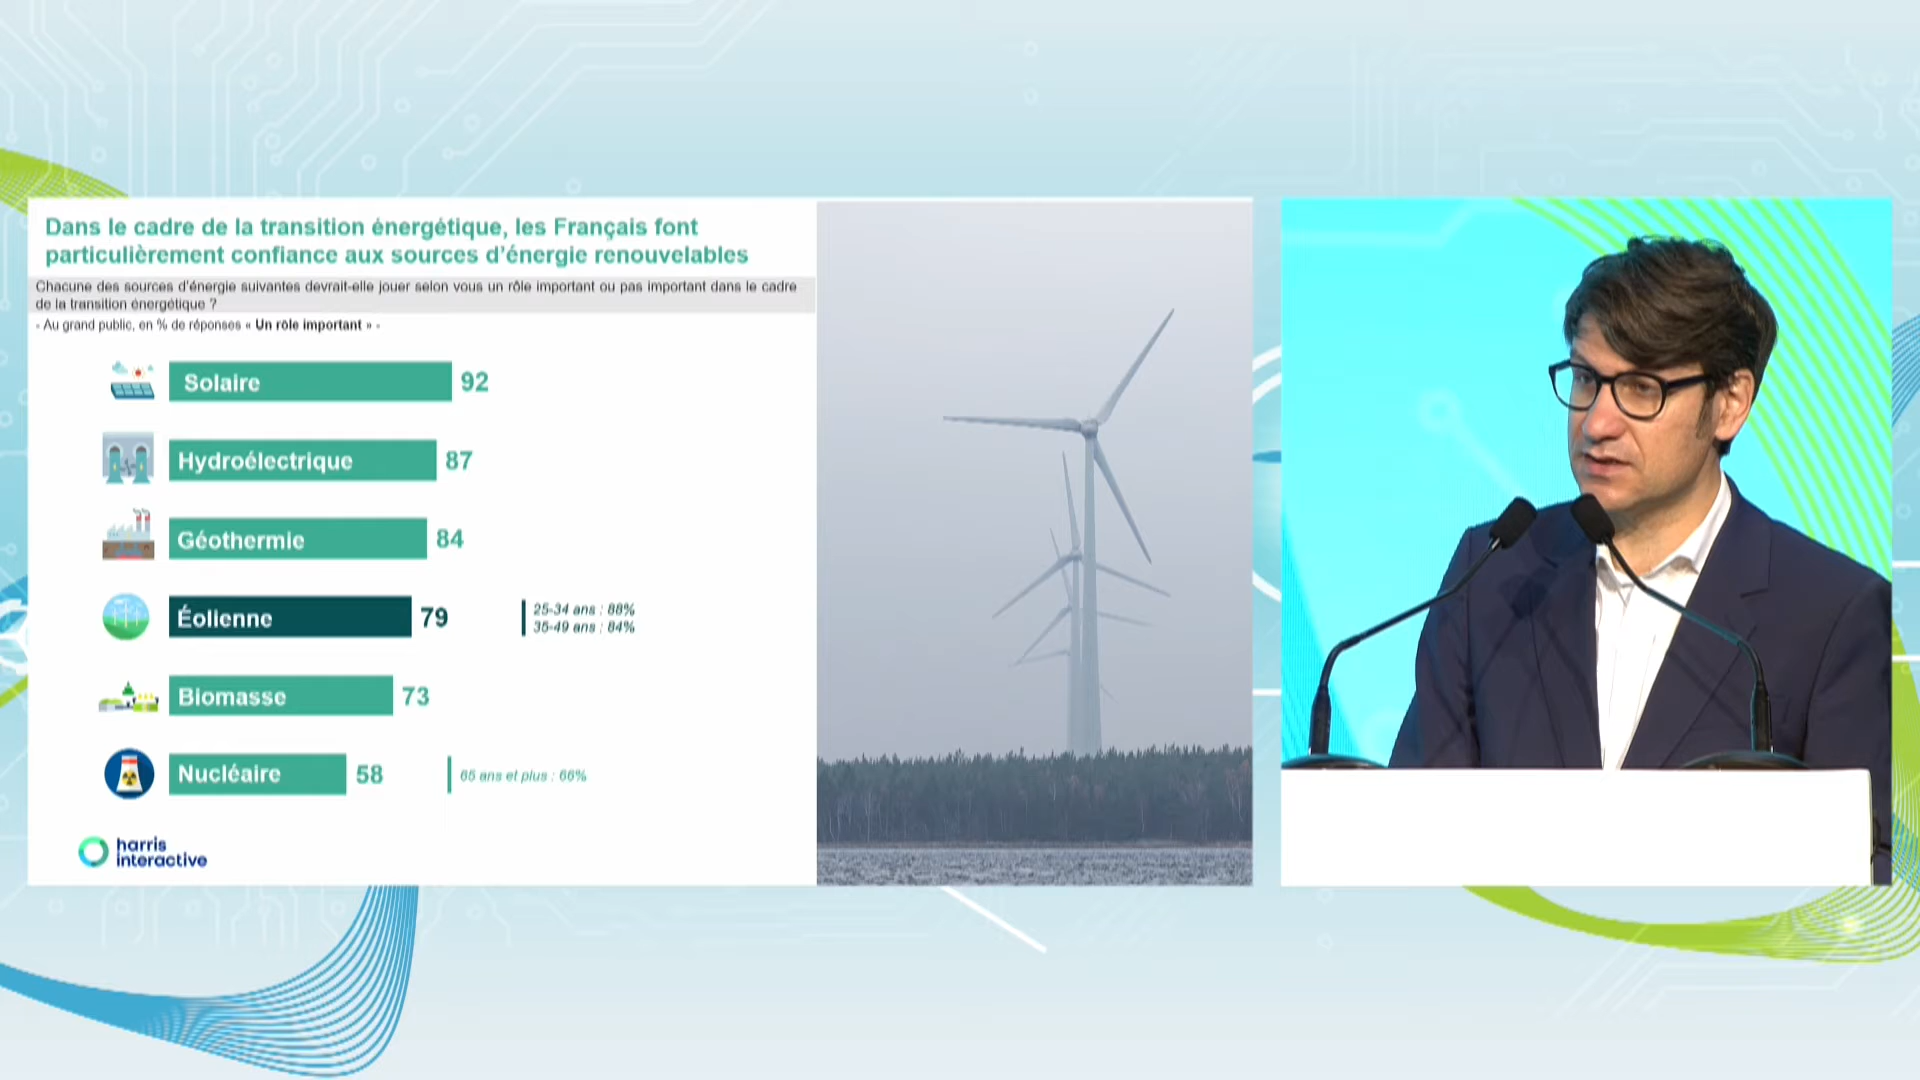 Dans le cadre de la transition énergétique, les Français font
particulièrement confiance aux sources d'énergie renouvelables
Chacune des sources d'énergie suivantes devrait-elle jouer selon vous un rôle important ou pas important dans le cadre
de la transition énergétique ?
- Au grand public, en % de réponses « Un rôle important » -
Solaire 92
Hydroélectrique 87
Géothermie 84
Éolienne 79
25-34 ans : 88%
35-49 ans : 84%
Biomasse 73
Nucléaire 58
65 ans et plus : 66%
harris
interactive